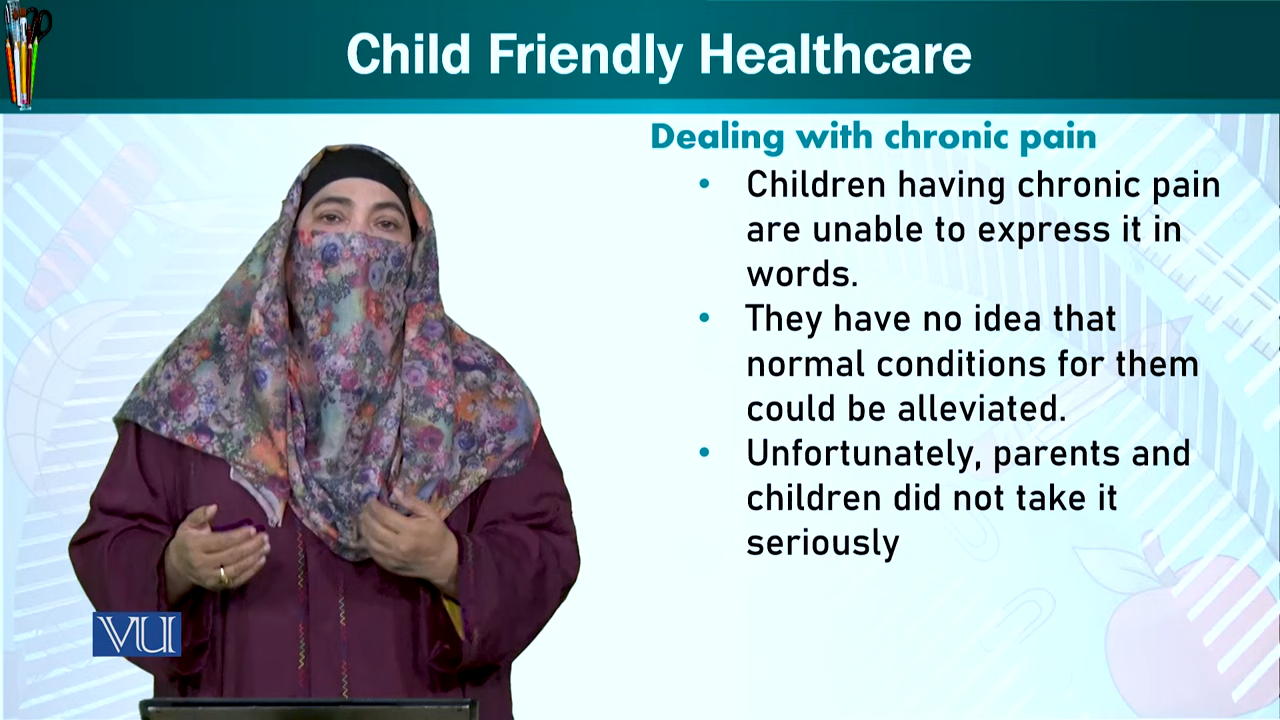 Child Friendly Healthcare
Dealing with chronic pain
• Children having chronic pain
are unable to express it in
words.
• They have no idea that
normal conditions for them
could be alleviated.
• Unfortunately, parents and
children did not take it
seriously
VU